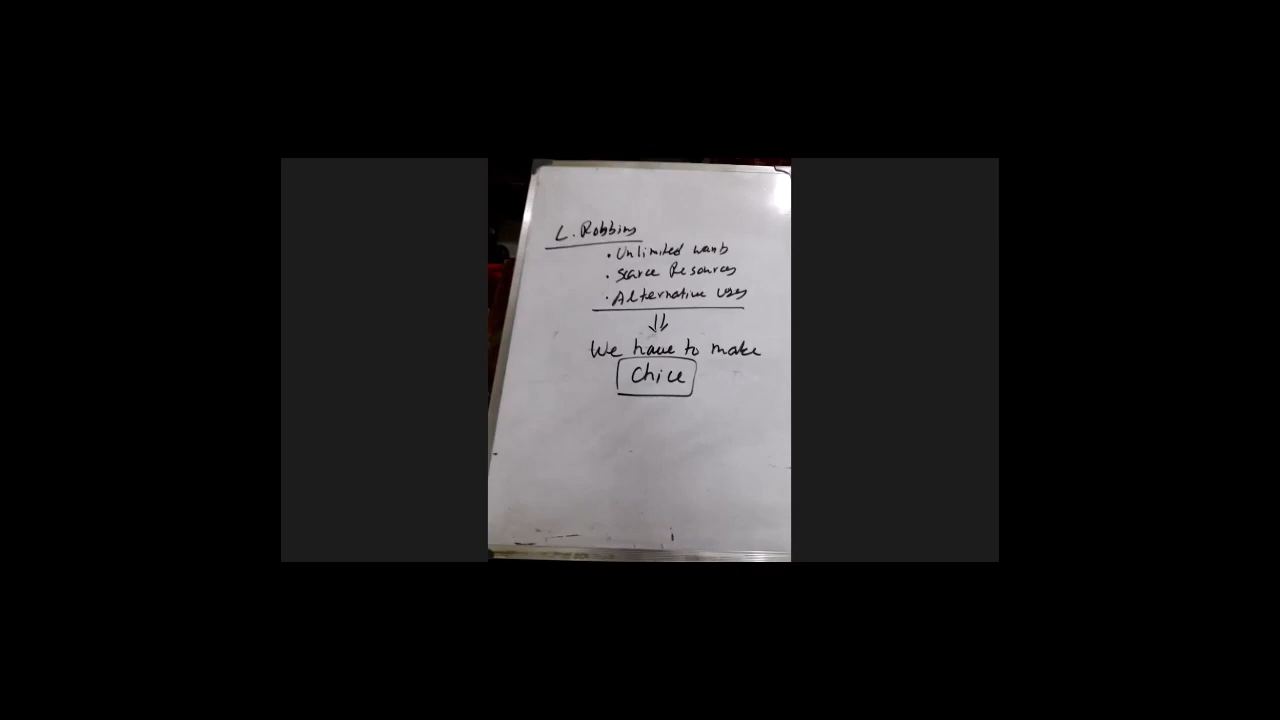 L. Robbins
• Unlimited wants
• Scarce Resources
• Alternative uses
⇓
We have to make
Chice